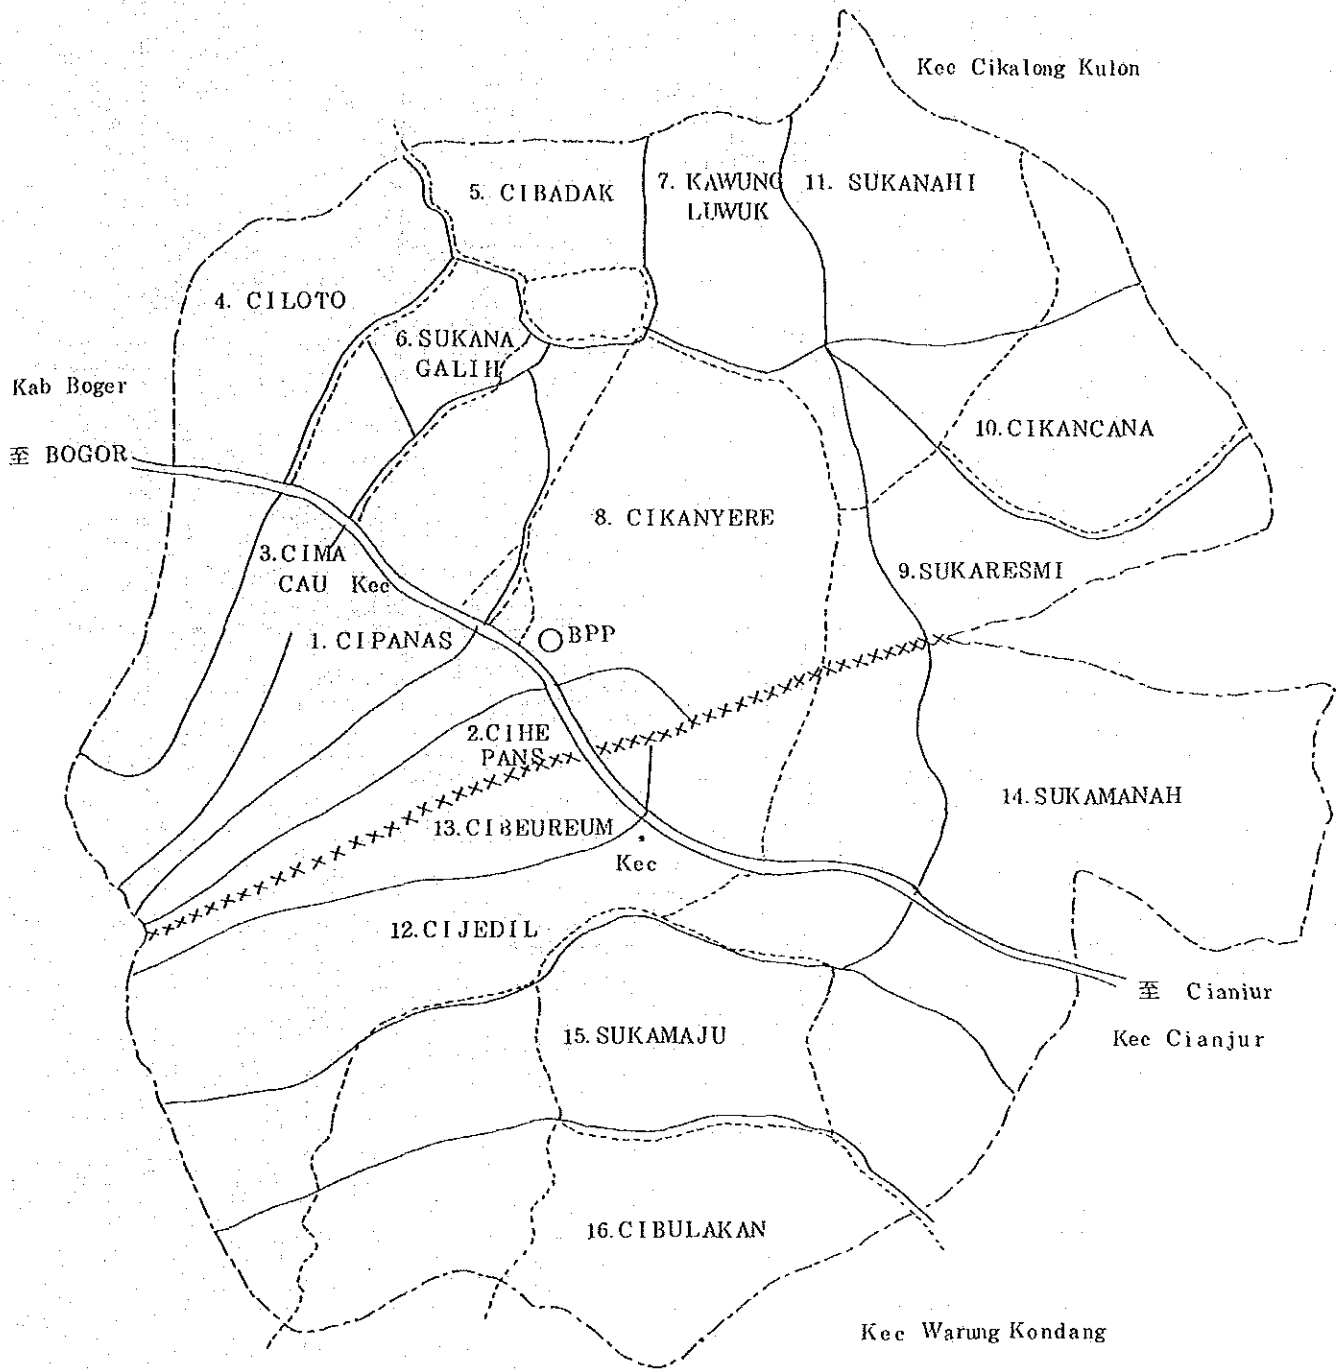 Kec Cikalong Kulon
5. CIBADAK
7. KAWUNG
LUWUK
11. SUKANAHI
4. CILOTO
6. SUKANA
GALIH
Kab Boger
至 BOGOR
10. CIKANCANA
8. CIKANYERE
3. CIMA
CAU Kec
9. SUKARESMI
1. CIPANAS
BPP
2. CIHE
PANS
14. SUKAMANAH
13. CIBEUREUM
Kec
12. CIJEDIL
至 Cianiur
15. SUKAMAJU
Kec Cianjur
16. CIBULAKAN
Kec Warung Kondang